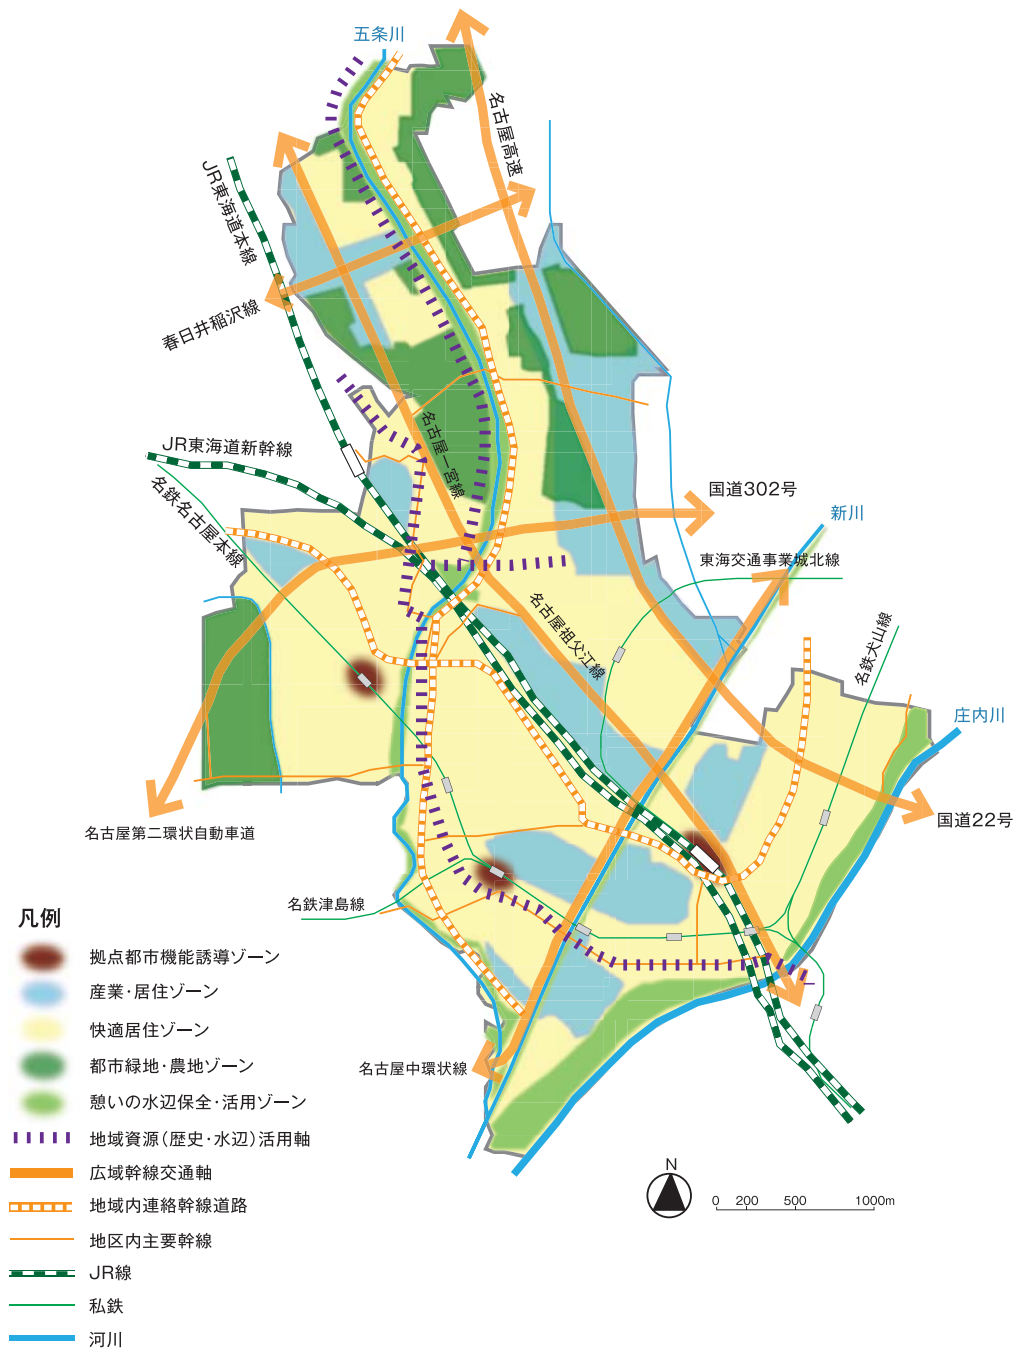 五条川
名古屋高速
JR東海道本線
春日井稲沢線
名古屋一宮線
JR東海道新幹線
名鉄名古屋本線
国道302号
新川
東海交通事業城北線
名古屋祖父江線
名鉄犬山線
庄内川
国道22号
名古屋第二環状自動車道
名鉄津島線
名古屋中環状線
凡例
拠点都市機能誘導ゾーン
産業・居住ゾーン
快適居住ゾーン
都市緑地・農地ゾーン
憩いの水辺保全・活用ゾーン
地域資源（歴史・水辺）活用軸
広域幹線交通軸
地域内連絡幹線道路
地区内主要幹線
JR線
私鉄
河川
N
0 200 500 1000m